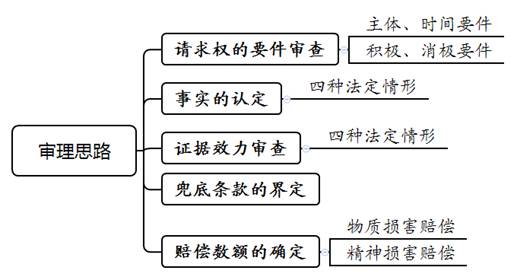 审理思路
请求权的要件审查
主体、时间要件
积极、消极要件
事实的认定
四种法定情形
证据效力审查
四种法定情形
兜底条款的界定
赔偿数额的确定
物质损害赔偿
精神损害赔偿